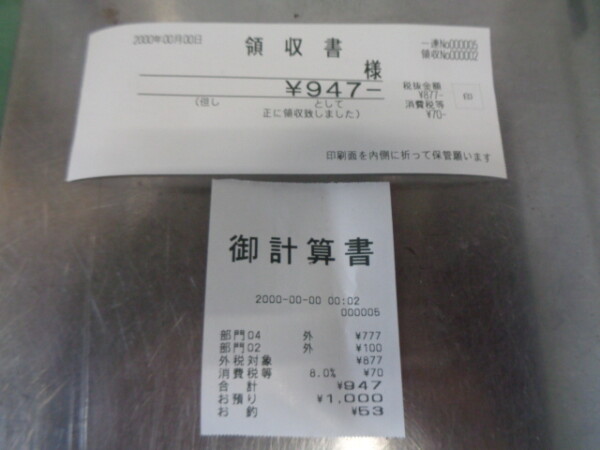 2000年00月00日
領収書
一連No000005
領収No000002
様
¥947-
税抜金額
¥877-
消費税等
¥70-
印
(但し として
正に領収致しました)
印刷面を内側に折って保管願います
御計算書
2000-00-00 00:02
000005
部門04 外 ¥777
部門02 外 ¥100
外税対象 ¥877
消費税等 8.0% ¥70
合計 ¥947
お預り ¥1,000
お釣 ¥53